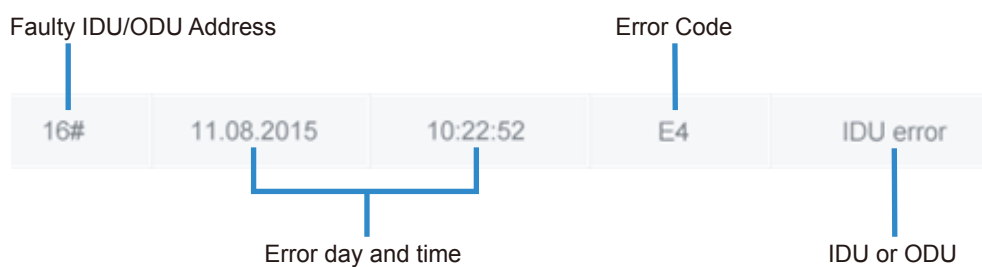 Faulty IDU/ODU Address Error Code
16# 11.08.2015 10:22:52 E4 IDU error
Error day and time IDU or ODU